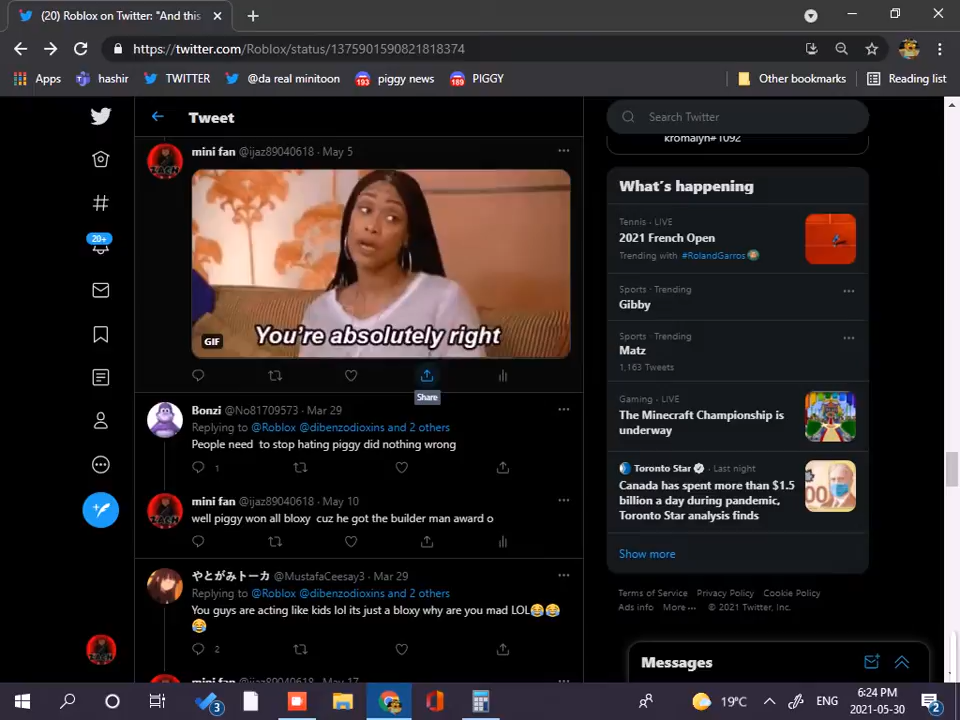 (20) Roblox on Twitter: "And this
https://twitter.com/Roblox/status/1375901590821818374
Apps
hashir
TWITTER
@da real minitoon
193
piggy news
189
PIGGY
Other bookmarks
Reading list
Tweet
Search Twitter
kromalyn#1092
mini fan @ijaz89040618 · May 5
You're absolutely right
GIF
Share
20+
Bonzi @No81709573 · Mar 29
Replying to @Roblox @dibenzodioxins and 2 others
People need to stop hating piggy did nothing wrong
1
mini fan @ijaz89040618 · May 10
well piggy won all bloxy cuz he got the builder man award o
やとがみトーカ @MustafaCeesay3 · Mar 29
Replying to @Roblox @dibenzodioxins and 2 others
You guys are acting like kids lol its just a bloxy why are you mad LOL😂😂
😂
2
mini fan @ijaz89040618 · May 17
What's happening
Tennis · LIVE
2021 French Open
Trending with #RolandGarros
Sports · Trending
Gibby
Sports · Trending
Matz
1,163 Tweets
Gaming · LIVE
The Minecraft Championship is
underway
Toronto Star · Last night
Canada has spent more than $1.5
billion a day during pandemic,
Toronto Star analysis finds
Show more
Terms of Service Privacy Policy Cookie Policy
Ads info More ··· © 2021 Twitter, Inc.
Messages
3
19°C
ENG
6:24 PM
2021-05-30
2